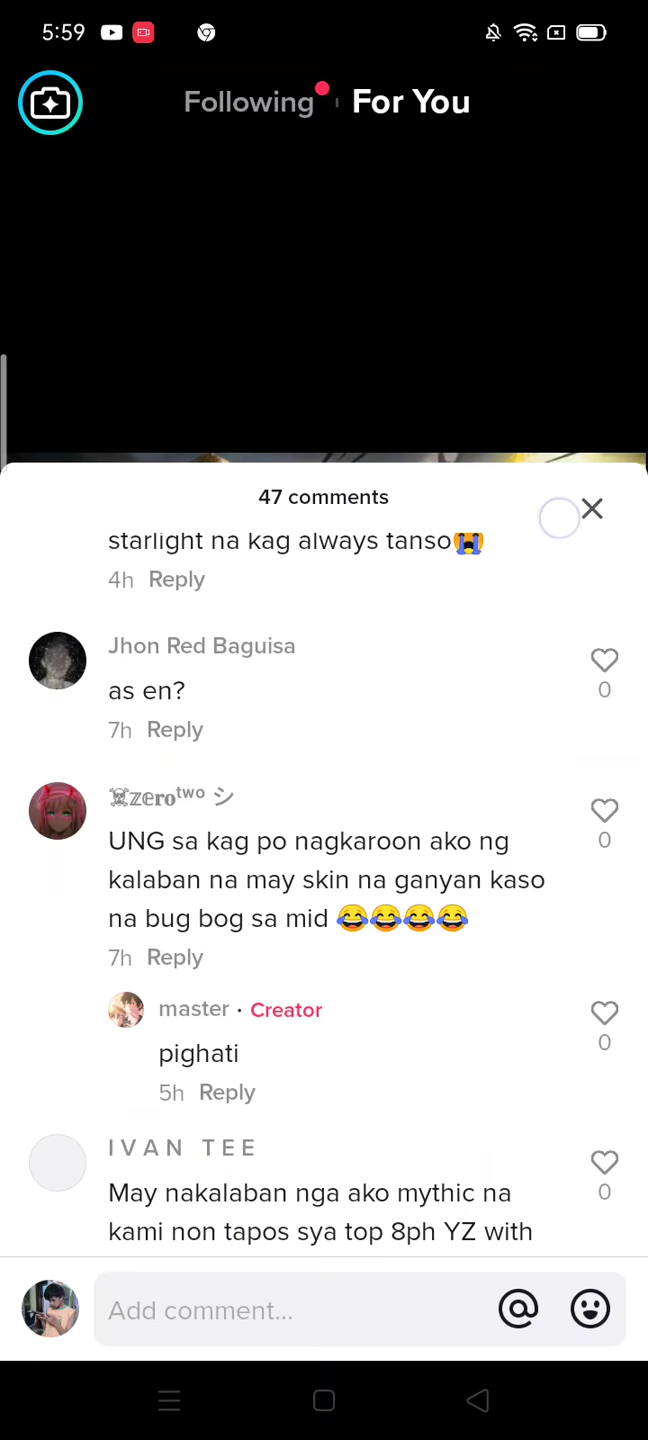 5:59
Following
For You
47 comments
starlight na kag always tanso😭
4h Reply
Jhon Red Baguisa
0
as en?
7h Reply
☠𝕫𝕖𝐫𝐨ᵗʷᵒ シ
UNG sa kag po nagkaroon ako ng
0
kalaban na may skin na ganyan kaso
na bug bog sa mid 😂😂😂😂
7h Reply
master · Creator
0
pighati
5h Reply
I V A N T E E
May nakalaban nga ako mythic na
0
kami non tapos sya top 8ph YZ with
Add comment...